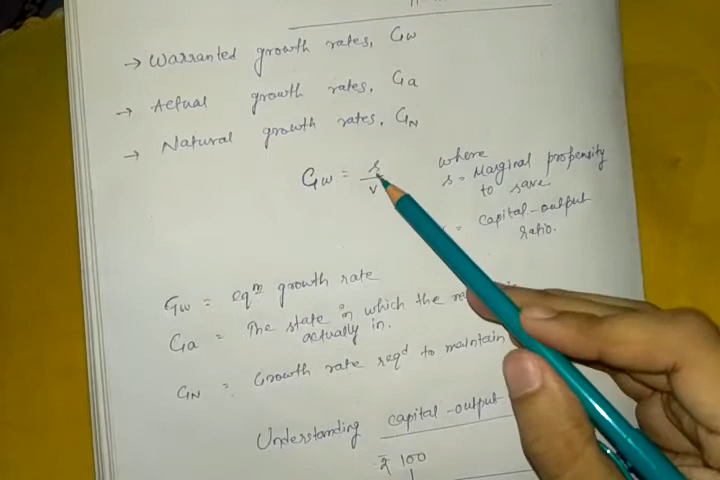 → Warranted growth rates, Gw
→ Actual growth rates, Ga
→ Natural growth rates, GN
Gw = s/v
where
s = Marginal propensity
to save
= capital-output
ratio.
Gw = eqm growth rate
Ga = The state in which the
actually in.
GN = Growth rate reqd to maintain
Understanding capital-output
₹ 100